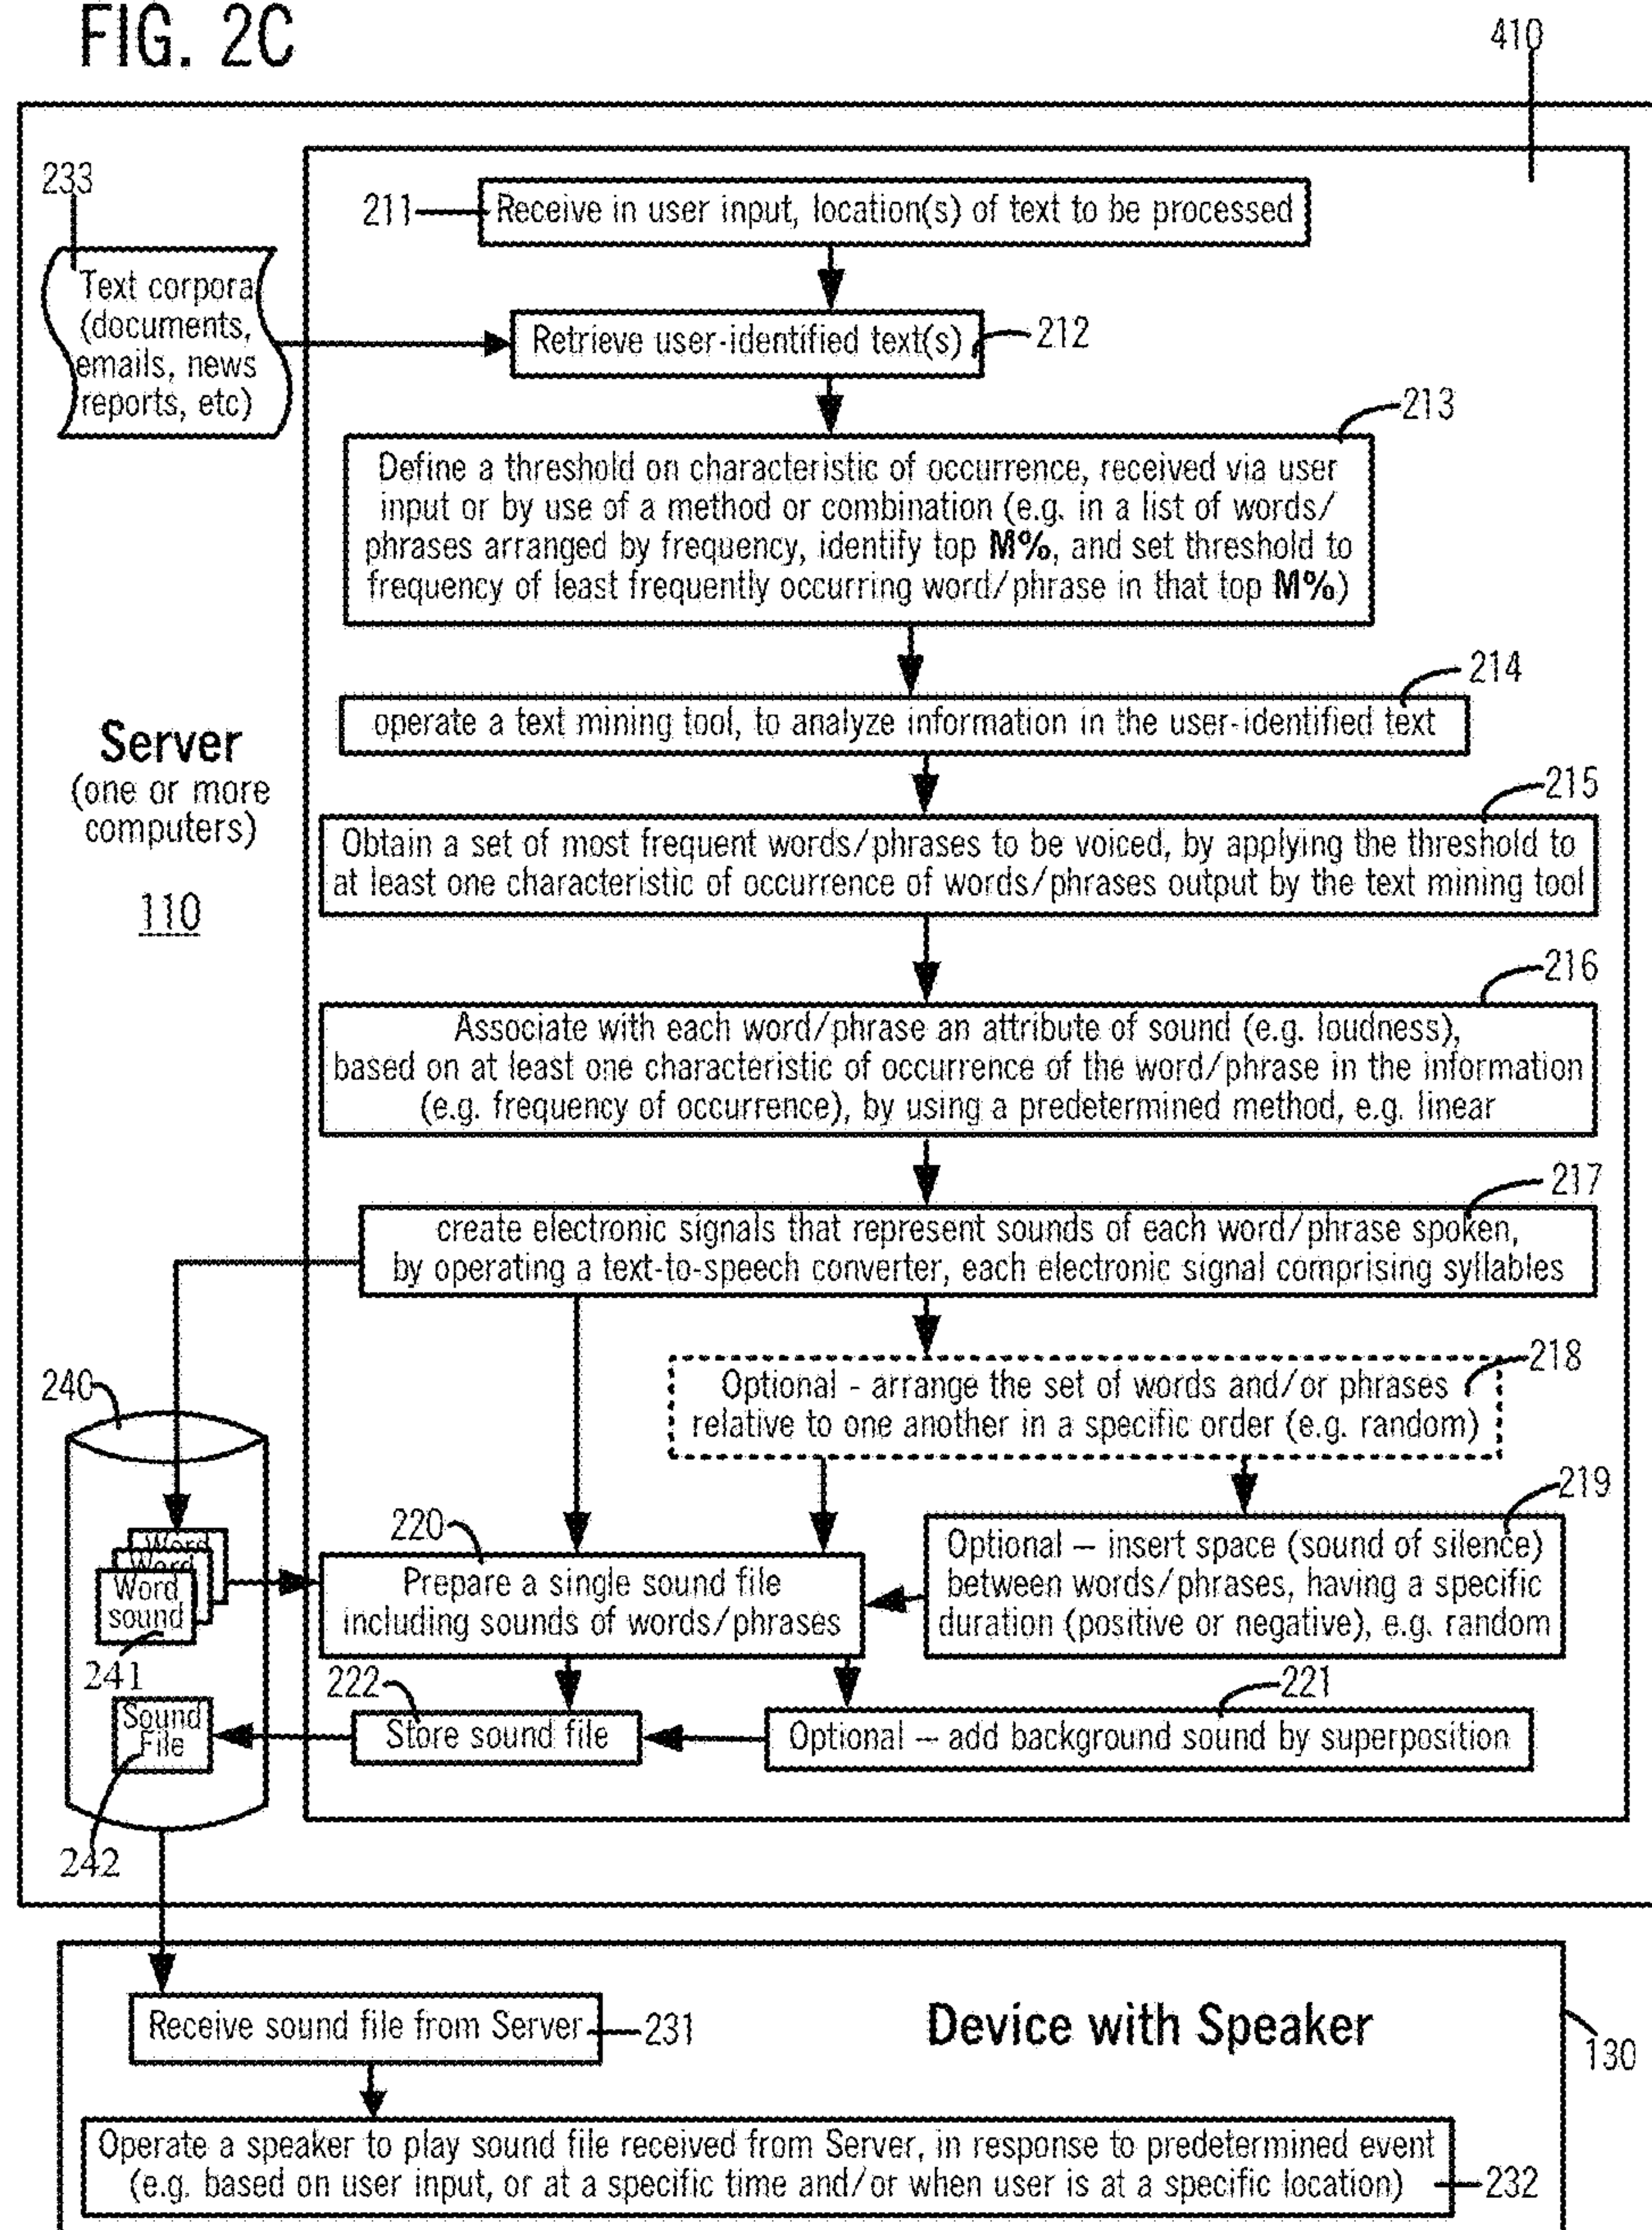 FIG. 2C
410
233
211
Receive in user input, location(s) of text to be processed
Text corpora
(documents,
emails, news
reports, etc)
Retrieve user-identified text(s)
212
213
Define a threshold on characteristic of occurrence, received via user
input or by use of a method or combination (e.g. in a list of words/
phrases arranged by frequency, identify top M%, and set threshold to
frequency of least frequently occurring word/phrase in that top M%)
214
operate a text mining tool, to analyze information in the user-identified text
Server
(one or more
computers)
110
215
Obtain a set of most frequent words/phrases to be voiced, by applying the threshold to
at least one characteristic of occurrence of words/phrases output by the text mining tool
216
Associate with each word/phrase an attribute of sound (e.g. loudness),
based on at least one characteristic of occurrence of the word/phrase in the information
(e.g. frequency of occurrence), by using a predetermined method, e.g. linear
217
create electronic signals that represent sounds of each word/phrase spoken,
by operating a text-to-speech converter, each electronic signal comprising syllables
218
Optional - arrange the set of words and/or phrases
relative to one another in a specific order (e.g. random)
240
219
Optional – insert space (sound of silence)
between words/phrases, having a specific
duration (positive or negative), e.g. random
220
Prepare a single sound file
including sounds of words/phrases
Word
Word
Word
sound
241
222
Store sound file
221
Optional – add background sound by superposition
Sound
File
242
Receive sound file from Server
231
Device with Speaker
130
Operate a speaker to play sound file received from Server, in response to predetermined event
(e.g. based on user input, or at a specific time and/or when user is at a specific location)
232